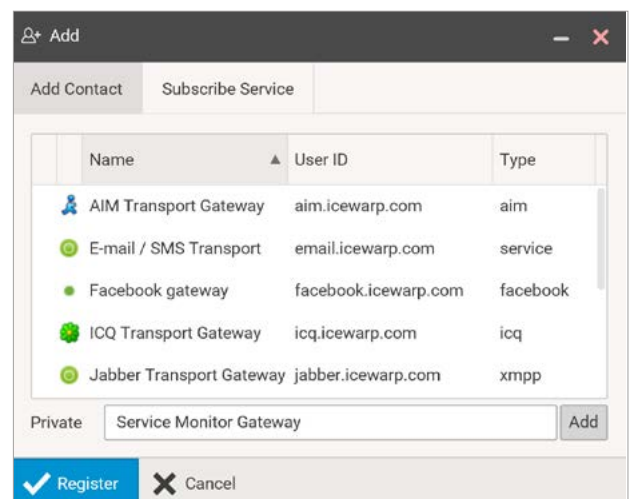 Add
Add Contact Subscribe Service
Name User ID Type
AIM Transport Gateway aim.icewarp.com aim
E-mail / SMS Transport email.icewarp.com service
Facebook gateway facebook.icewarp.com facebook
ICQ Transport Gateway icq.icewarp.com icq
Jabber Transport Gateway jabber.icewarp.com xmpp
Private Service Monitor Gateway Add
Register Cancel